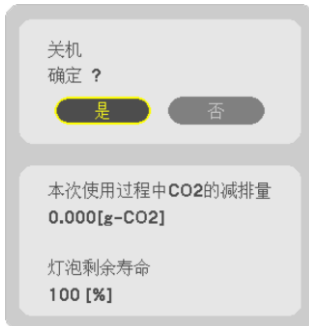 关机
确定 ?
是 否
本次使用过程中CO2的减排量
0.000[g-CO2]
灯泡剩余寿命
100 [%]